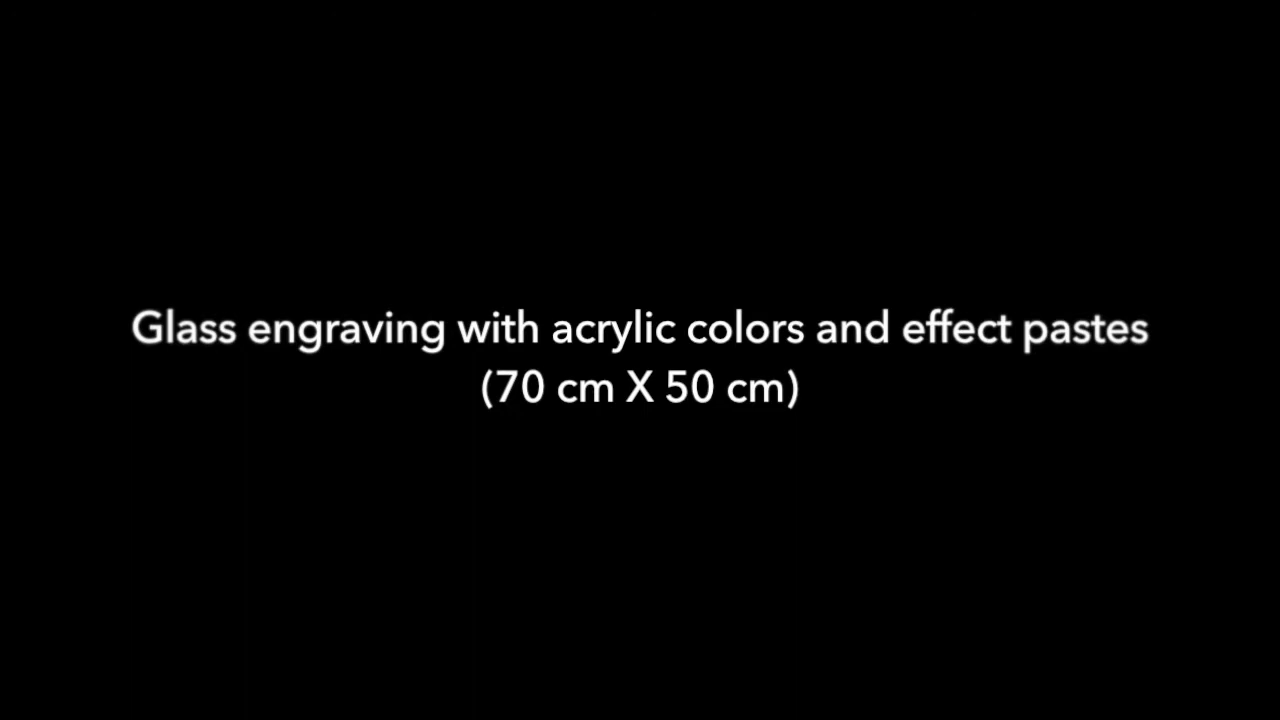 Glass engraving with acrylic colors and effect pastes
(70 cm X 50 cm)